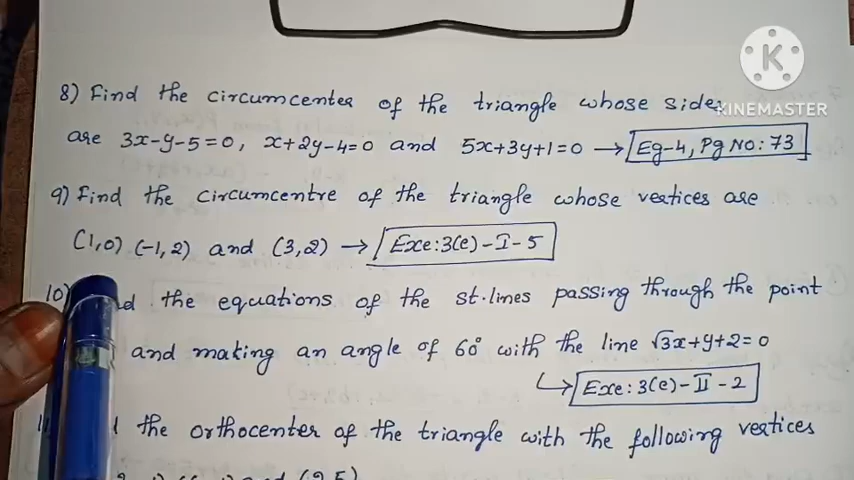 8) Find the circumcenter of the triangle whose sides
K
KINEMASTER
are 3x-y-5=0, x+2y-4=0 and 5x+3y+1=0 → Eg-4, Pg NO: 73
9) Find the circumcentre of the triangle whose vertices are
(1,0) (-1,2) and (3,2) → Exe: 3(e)-I-5
10) the equations of the st.lines passing through the point
and making an angle of 60° with the line √3x+y+2=0
↳ Exe: 3(e)-II-2
the orthocenter of the triangle with the following vertices
and